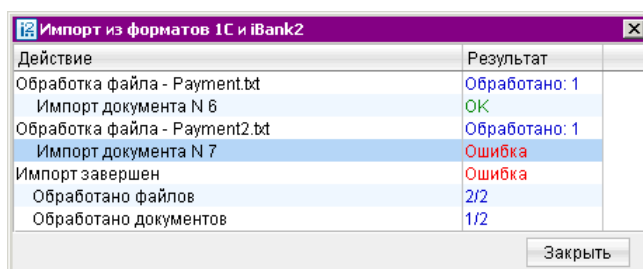 Импорт из форматов 1С и iBank2
Действие Результат
Обработка файла - Payment.txt Обработано: 1
Импорт документа N 6 OK
Обработка файла - Payment2.txt Обработано: 1
Импорт документа N 7 Ошибка
Импорт завершен Ошибка
Обработано файлов 2/2
Обработано документов 1/2
Закрыть